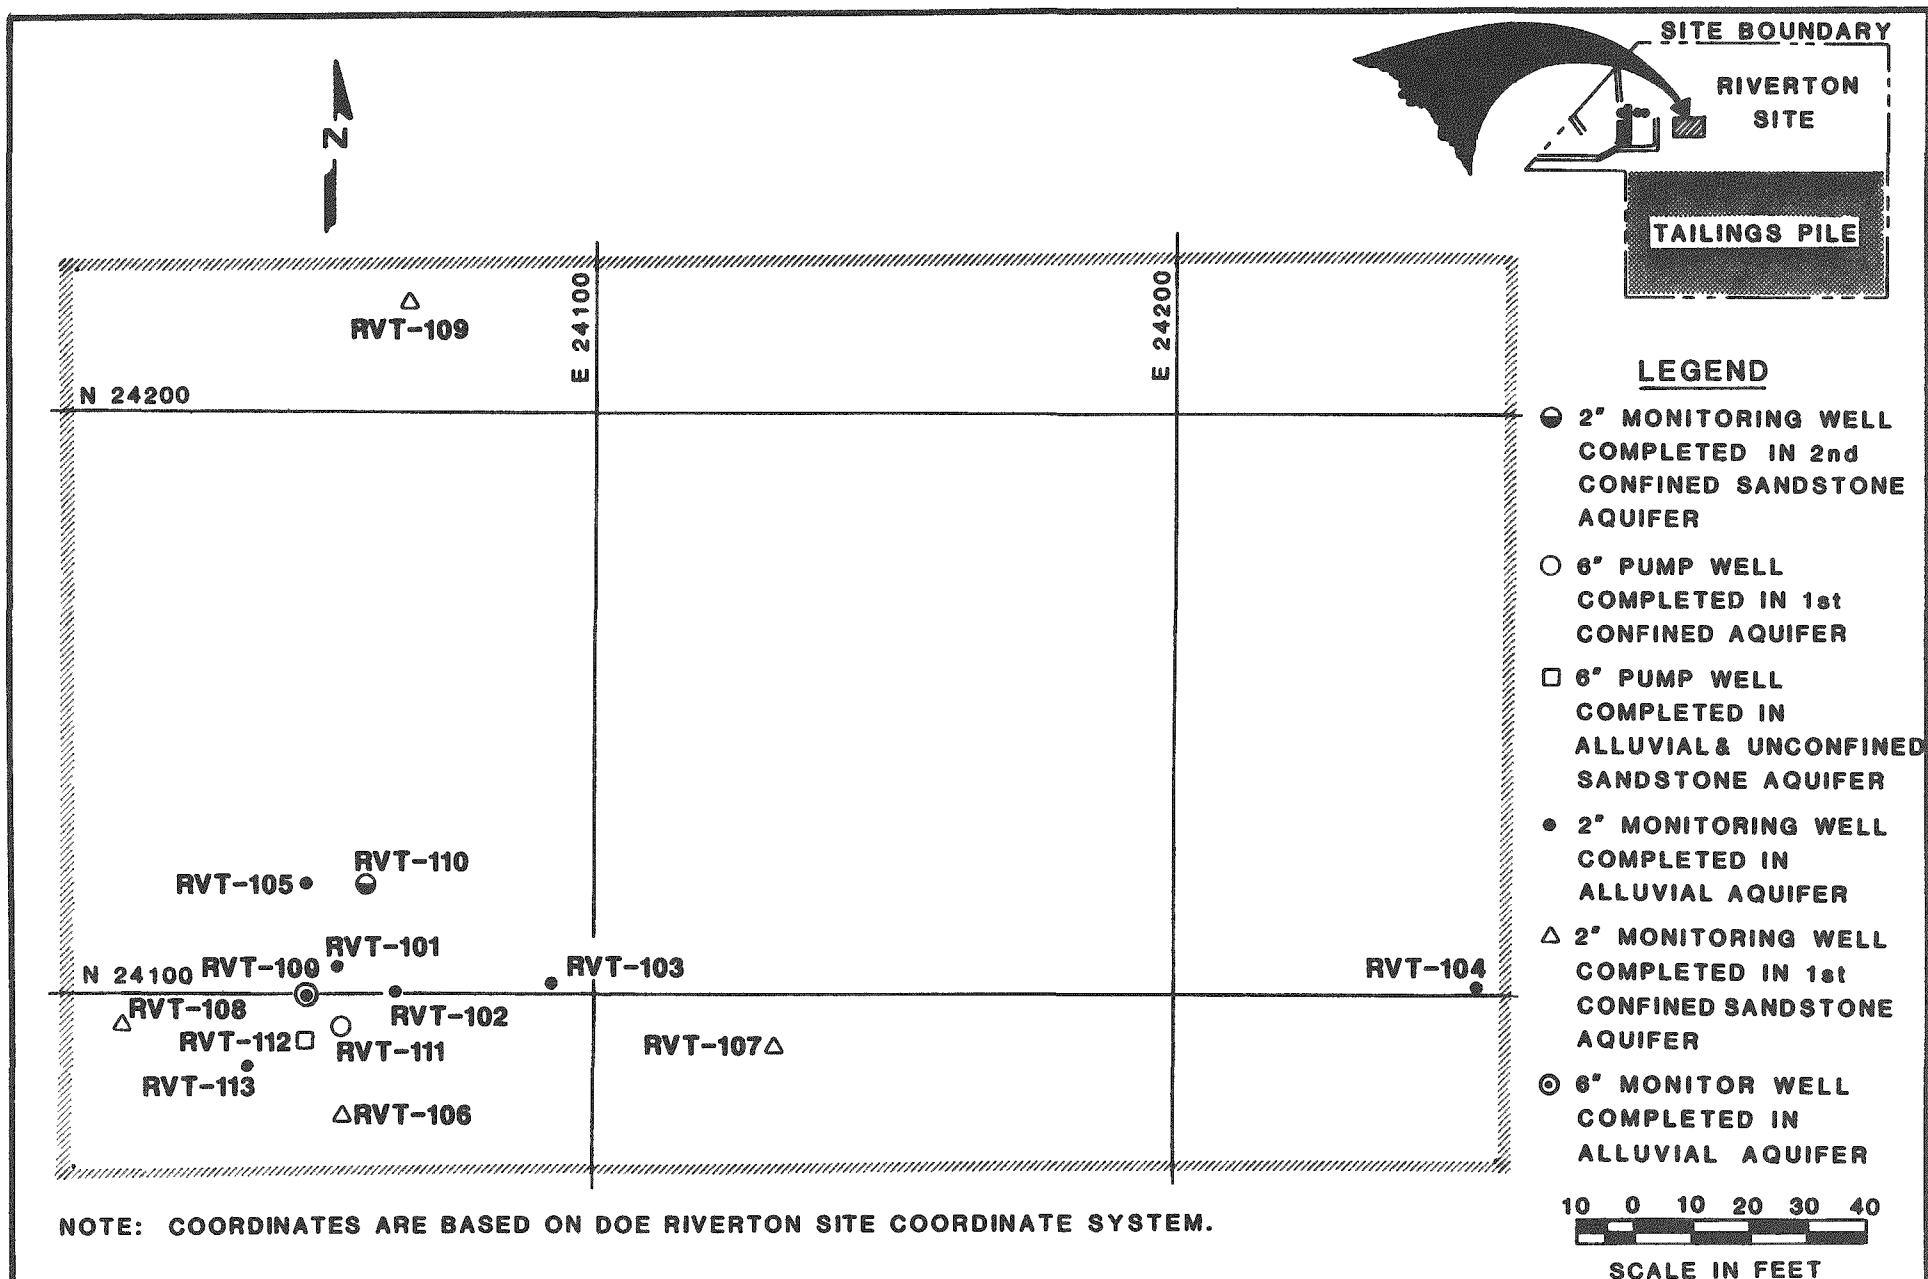 SITE BOUNDARY
RIVERTON
SITE
TAILINGS PILE
N
E 24100
E 24200
RVT-109
N 24200
LEGEND
2" MONITORING WELL
COMPLETED IN 2nd
CONFINED SANDSTONE
AQUIFER
6" PUMP WELL
COMPLETED IN 1st
CONFINED AQUIFER
6" PUMP WELL
COMPLETED IN
ALLUVIAL & UNCONFINED
SANDSTONE AQUIFER
2" MONITORING WELL
COMPLETED IN
ALLUVIAL AQUIFER
2" MONITORING WELL
COMPLETED IN 1st
CONFINED SANDSTONE
AQUIFER
6" MONITOR WELL
COMPLETED IN
ALLUVIAL AQUIFER
RVT-110
RVT-105
RVT-101
N 24100
RVT-100
RVT-103
RVT-104
RVT-108
RVT-102
RVT-112
RVT-111
RVT-107
RVT-113
RVT-106
10 0 10 20 30 40
SCALE IN FEET
NOTE: COORDINATES ARE BASED ON DOE RIVERTON SITE COORDINATE SYSTEM.